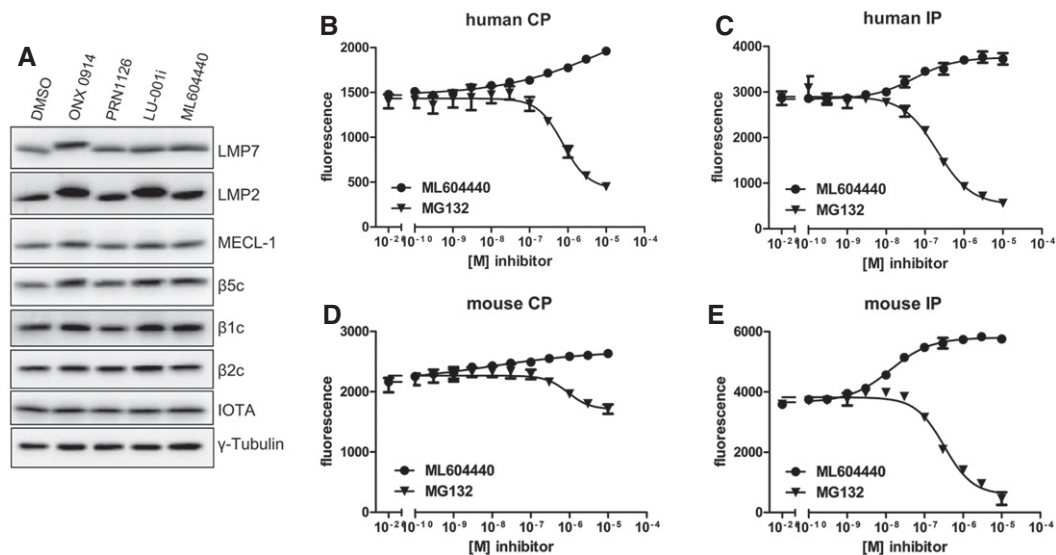 A
DMSO
ONX 0914
PRN1126
LU-001i
ML604440
LMP7
LMP2
MECL-1
β5c
β1c
β2c
IOTA
γ-Tubulin
B
human CP
2000
1500
1000
500
0
fluorescence
ML604440
MG132
10⁻²⁰ 10⁻¹⁰ 10⁻⁹ 10⁻⁸ 10⁻⁷ 10⁻⁶ 10⁻⁵ 10⁻⁴
[M] inhibitor
C
human IP
4000
3000
2000
1000
0
fluorescence
ML604440
MG132
10⁻²⁰ 10⁻¹⁰ 10⁻⁹ 10⁻⁸ 10⁻⁷ 10⁻⁶ 10⁻⁵ 10⁻⁴
[M] inhibitor
D
mouse CP
3000
2000
1000
0
fluorescence
ML604440
MG132
10⁻²⁰ 10⁻¹⁰ 10⁻⁹ 10⁻⁸ 10⁻⁷ 10⁻⁶ 10⁻⁵ 10⁻⁴
[M] inhibitor
E
mouse IP
6000
4000
2000
0
fluorescence
ML604440
MG132
10⁻²⁰ 10⁻¹⁰ 10⁻⁹ 10⁻⁸ 10⁻⁷ 10⁻⁶ 10⁻⁵ 10⁻⁴
[M] inhibitor